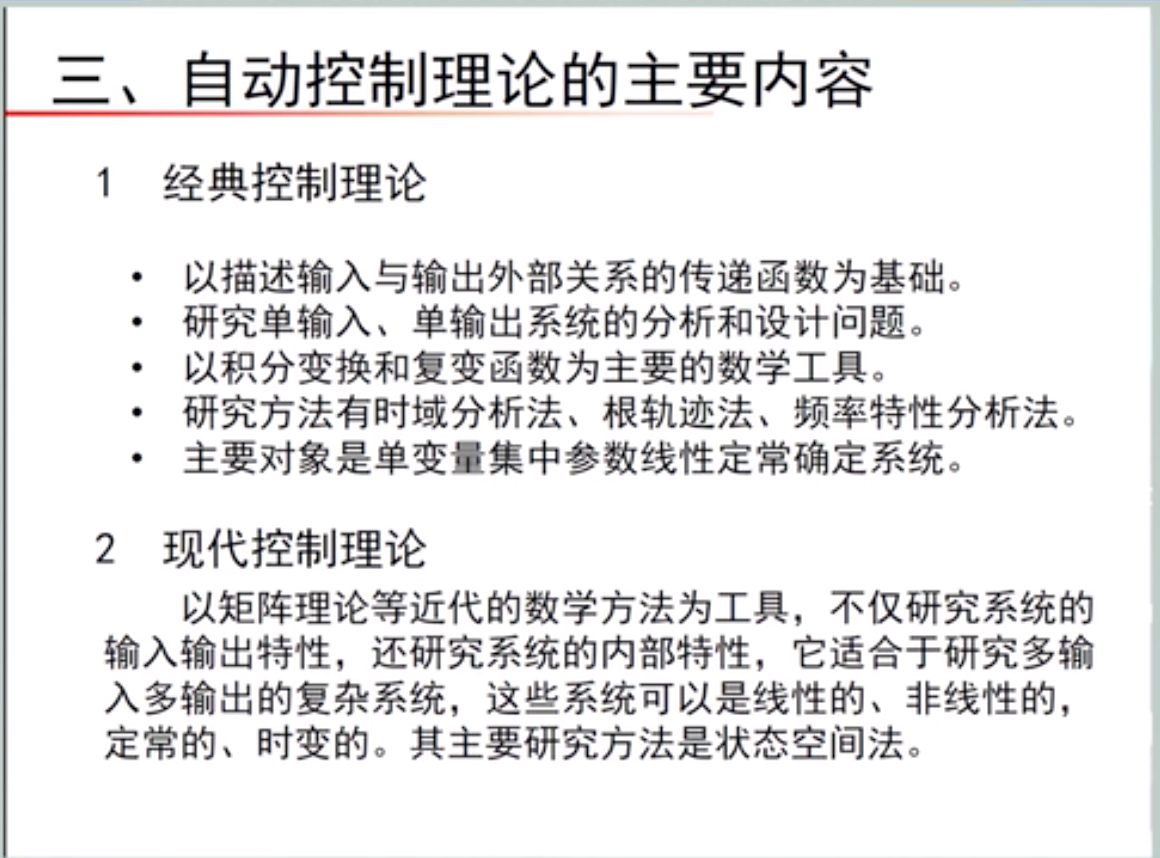 三、自动控制理论的主要内容
1 经典控制理论
• 以描述输入与输出外部关系的传递函数为基础。
• 研究单输入、单输出系统的分析和设计问题。
• 以积分变换和复变函数为主要的数学工具。
• 研究方法有时域分析法、根轨迹法、频率特性分析法。
• 主要对象是单变量集中参数线性定常确定系统。
2 现代控制理论
以矩阵理论等近代的数学方法为工具，不仅研究系统的
输入输出特性，还研究系统的内部特性，它适合于研究多输
入多输出的复杂系统，这些系统可以是线性的、非线性的，
定常的、时变的。其主要研究方法是状态空间法。